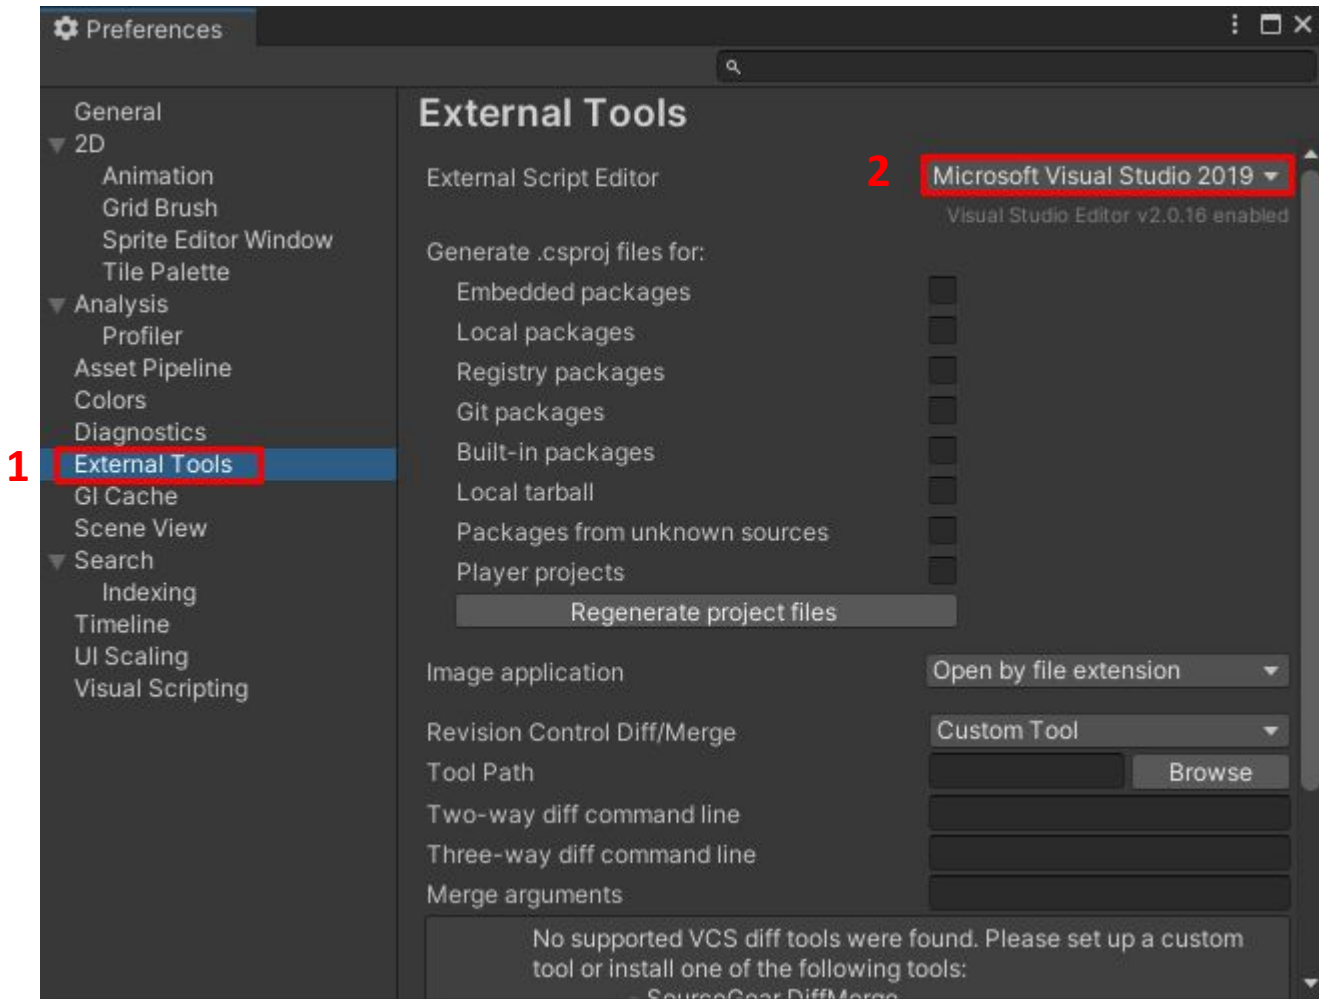 Preferences
General
2D
Animation
Grid Brush
Sprite Editor Window
Tile Palette
Analysis
Profiler
Asset Pipeline
Colors
Diagnostics
1
External Tools
GI Cache
Scene View
Search
Indexing
Timeline
UI Scaling
Visual Scripting
External Tools
External Script Editor
2
Microsoft Visual Studio 2019
Visual Studio Editor v2.0.16 enabled
Generate .csproj files for:
Embedded packages
Local packages
Registry packages
Git packages
Built-in packages
Local tarball
Packages from unknown sources
Player projects
Regenerate project files
Image application
Open by file extension
Revision Control Diff/Merge
Custom Tool
Tool Path
Browse
Two-way diff command line
Three-way diff command line
Merge arguments
No supported VCS diff tools were found. Please set up a custom
tool or install one of the following tools:
- SourceGear DiffMerge